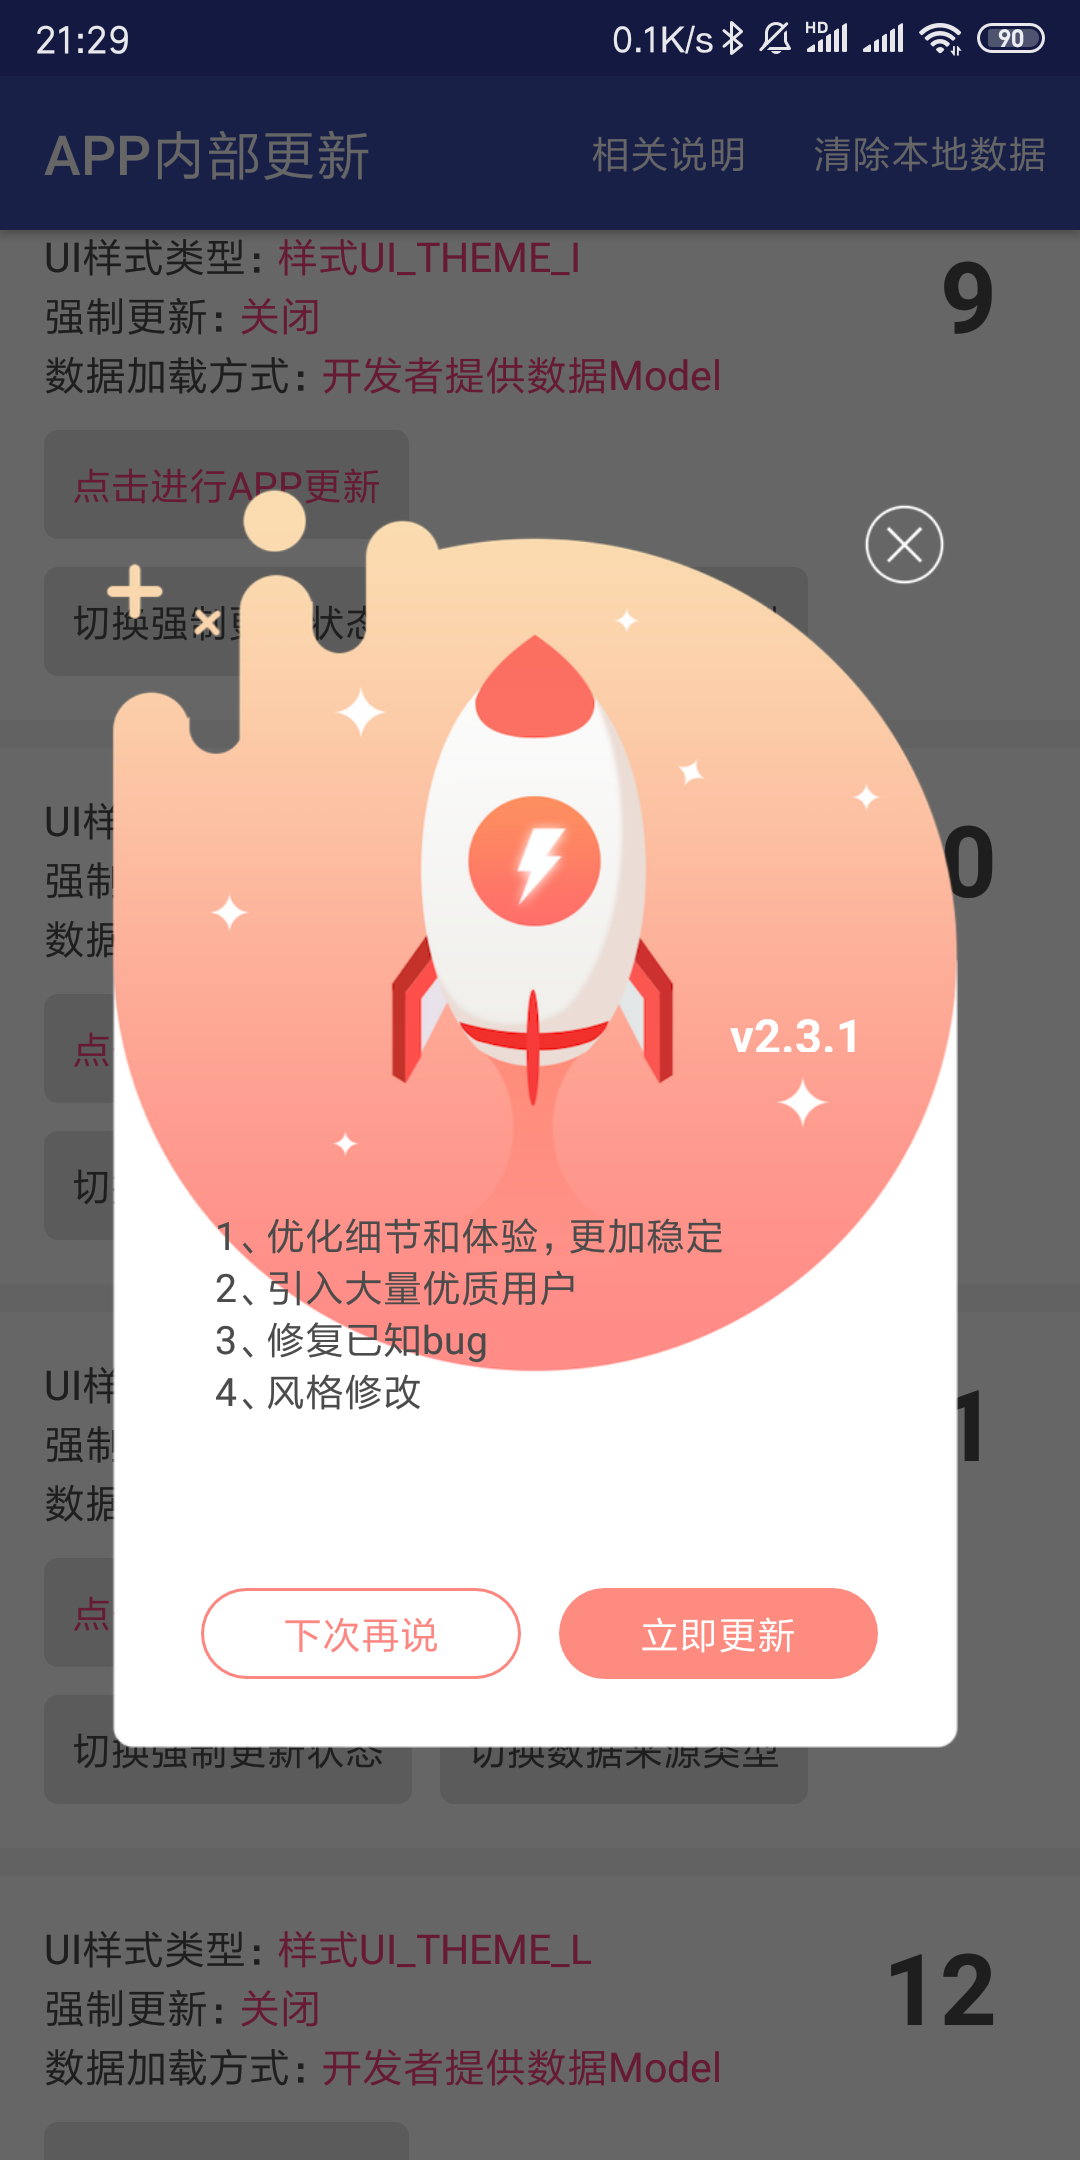 21:29
0.1K/s
HD
90
APP内部更新
相关说明
清除本地数据
UI样式类型：样式UI_THEME_I
9
强制更新：关闭
数据加载方式：开发者提供数据Model
点击进行APP更新
切换强制更
状态
UI样
0
强制
数据
点
v2.3.1
切
1、优化细节和体验，更加稳定
2、引入大量优质用户
3、修复已知bug
4、风格修改
UI样
1
强制
数据
点
下次再说
立即更新
切换强制更新状态
切换数据来源类型
UI样式类型：样式UI_THEME_L
12
强制更新：关闭
数据加载方式：开发者提供数据Model